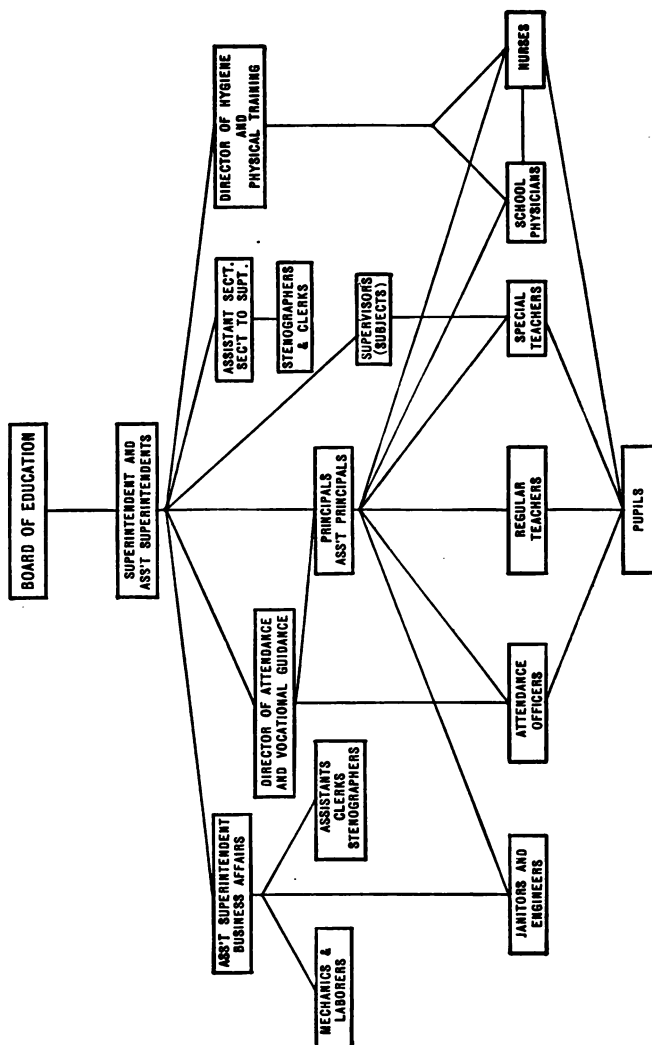 BOARD OF EDUCATION
SUPERINTENDENT AND
ASS'T SUPERINTENDENTS
ASS'T SUPERINTENDENT
BUSINESS AFFAIRS
DIRECTOR OF ATTENDANCE
AND VOCATIONAL GUIDANCE
ASSISTANT SEC'T.
SEC'T TO SUPT.
DIRECTOR OF HYGIENE
AND
PHYSICAL TRAINING
STENOGRAPHERS
& CLERKS
MECHANICS &
LABORERS
ASSISTANTS
CLERKS
STENOGRAPHERS
PRINCIPALS
ASS'T PRINCIPALS
SUPERVISORS
(SUBJECTS)
JANITORS AND
ENGINEERS
ATTENDANCE
OFFICERS
REGULAR
TEACHERS
SPECIAL
TEACHERS
SCHOOL
PHYSICIANS
NURSES
PUPILS